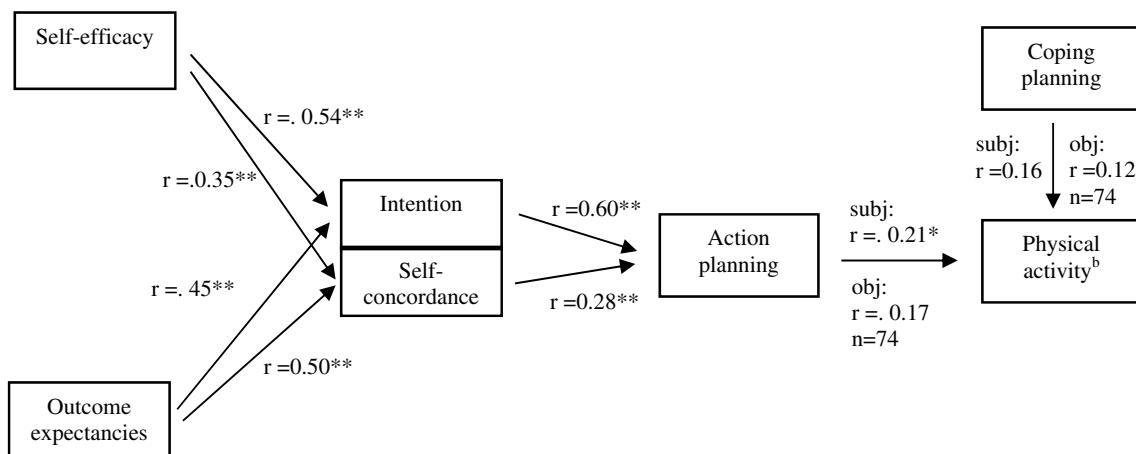 Self-efficacy
Coping
planning
r =. 0.54**
subj:
r =0.16
obj:
r =0.12
n=74
r =.0.35**
Intention
Self-
concordance
r =0.60**
r =0.28**
Action
planning
subj:
r =. 0.21*
obj:
r =. 0.17
n=74
Physical
activityᵇ
r =. 45**
r =0.50**
Outcome
expectancies